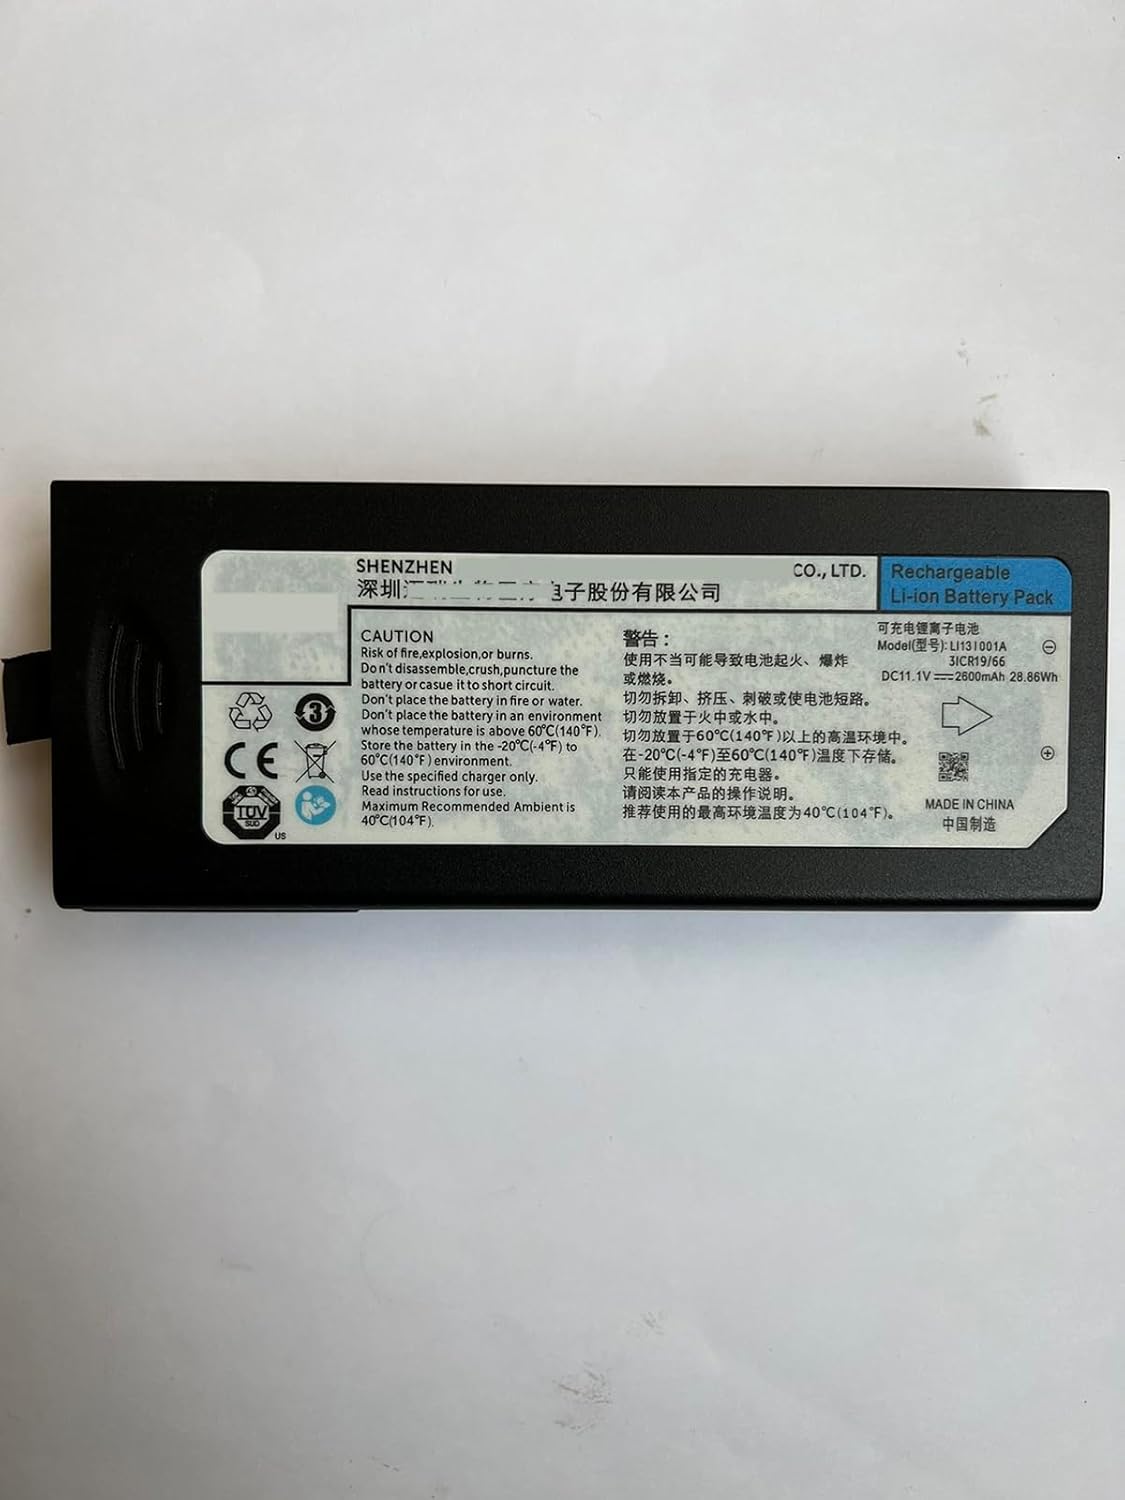 SHENZHEN CO., LTD.
深圳 电子股份有限公司
Rechargeable
Li-ion Battery Pack
CAUTION
Risk of fire,explosion,or burns.
Don't disassemble,crush,puncture the
battery or casue it to short circuit.
Don't place the battery in fire or water.
Don't place the battery in an environment
whose temperature is above 60℃(140℉).
Store the battery in the -20℃(-4℉) to
60℃(140℉) environment.
Use the specified charger only.
Read instructions for use.
Maximum Recommended Ambient is
40℃(104℉).
警告：
使用不当可能导致电池起火、爆炸
或燃烧。
切勿拆卸、挤压、刺破或使电池短路。
切勿放置于火中或水中。
切勿放置于60℃(140℉)以上的高温环境中。
在-20℃(-4℉)至60℃(140℉)温度下存储。
只能使用指定的充电器。
请阅读本产品的操作说明。
推荐使用的最高环境温度为40℃(104℉)。
可充电锂离子电池
Model(型号): LI13I001A
3ICR19/66
DC11.1V 2600mAh 28.86Wh
MADE IN CHINA
中国制造
3
CE
TÜV
SÜD
US